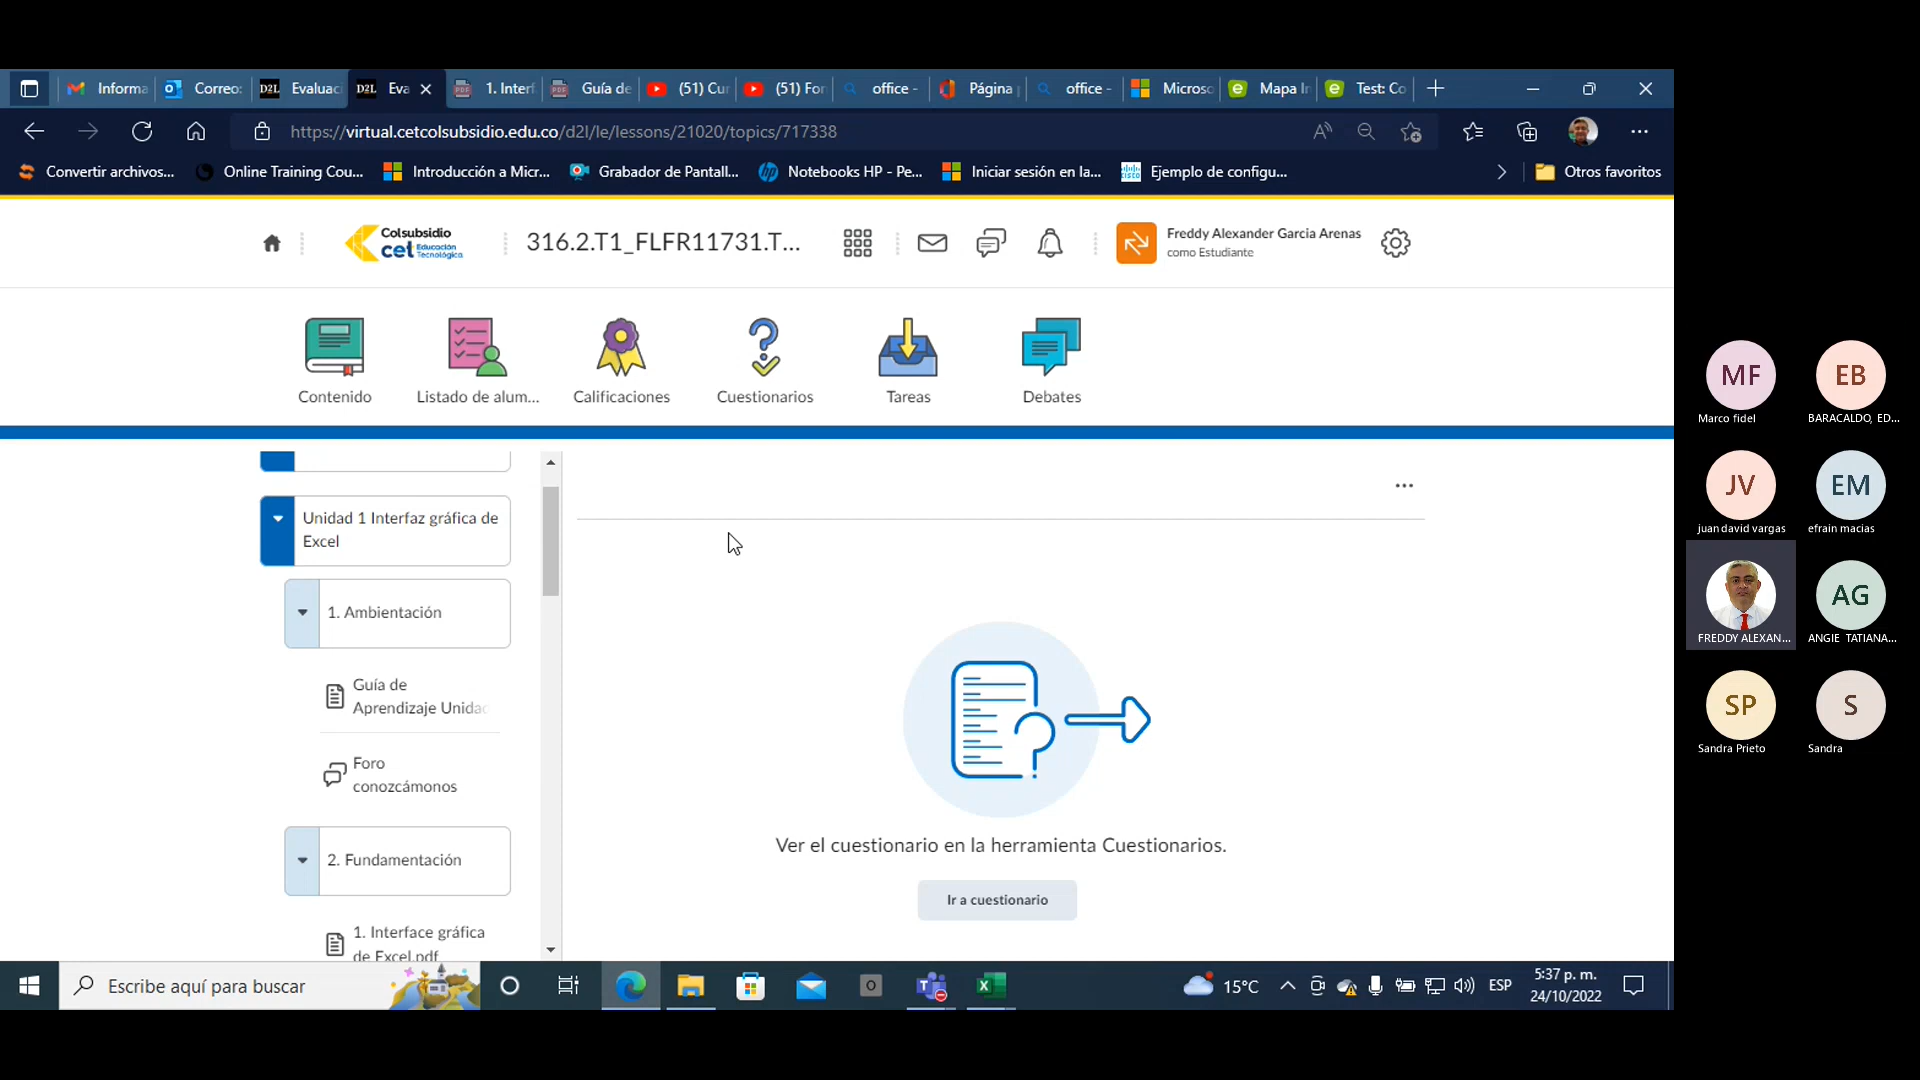 Informa
Correo:
D2L
Evaluac
D2L
Eva
1. Interf
Guía de
(51) Cur
(51) For
office -
Página
office -
Microso
Mapa In
Test: Co
https://virtual.cetcolsubsidio.edu.co/d2l/le/lessons/21020/topics/717338
Convertir archivos...
Online Training Cou...
Introducción a Micr...
Grabador de Pantall...
Notebooks HP - Pe...
Iniciar sesión en la...
Ejemplo de configu...
Otros favoritos
Colsubsidio
cet Educación
Tecnológica
316.2.T1_FLFR11731.T...
Freddy Alexander Garcia Arenas
como Estudiante
Contenido
Listado de alum...
Calificaciones
Cuestionarios
Tareas
Debates
Unidad 1 Interfaz gráfica de
Excel
1. Ambientación
Guía de
Aprendizaje Unidad
Foro
conozcámonos
2. Fundamentación
1. Interface gráfica
de Excel.pdf
Ver el cuestionario en la herramienta Cuestionarios.
Ir a cuestionario
MF
Marco fidel
EB
BARACALDO, ED...
JV
juan david vargas
EM
efrain macias
FREDDY ALEXAN...
AG
ANGIE TATIANA...
SP
Sandra Prieto
S
Sandra
Escribe aquí para buscar
15°C
ESP
5:37 p. m.
24/10/2022